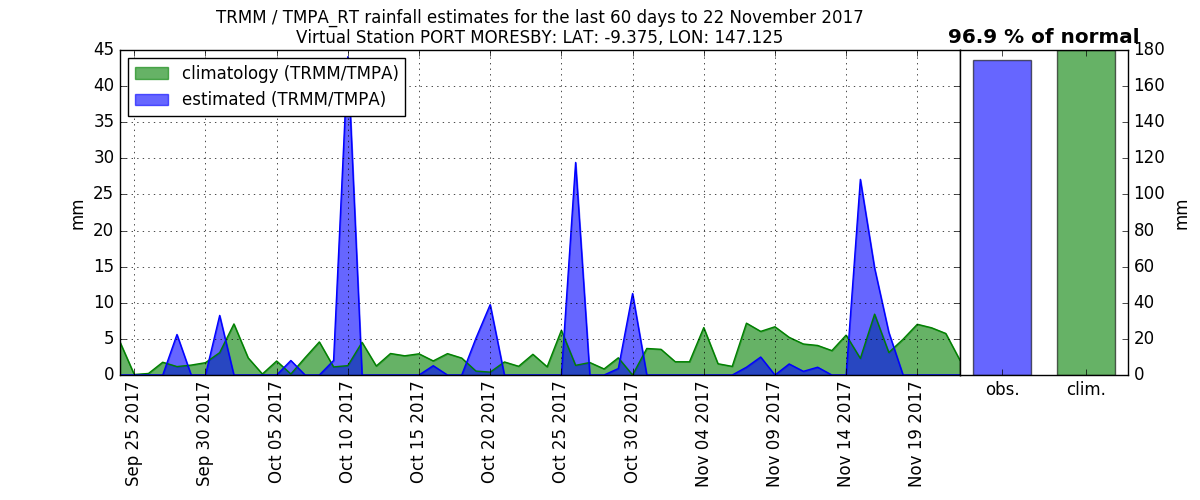 TRMM / TMPA_RT rainfall estimates for the last 60 days to 22 November 2017
Virtual Station PORT MORESBY: LAT: -9.375, LON: 147.125
96.9 % of normal
climatology (TRMM/TMPA)
estimated (TRMM/TMPA)
45
40
35
30
25
20
15
10
5
0
mm
Sep 25 2017
Sep 30 2017
Oct 05 2017
Oct 10 2017
Oct 15 2017
Oct 20 2017
Oct 25 2017
Oct 30 2017
Nov 04 2017
Nov 09 2017
Nov 14 2017
Nov 19 2017
obs.
clim.
180
160
140
120
100
80
60
40
20
0
mm